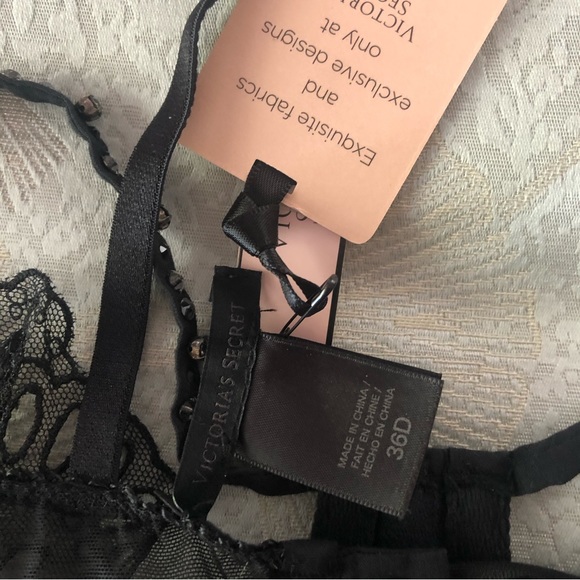 Exquisite fabrics
and
exclusive designs
only at
VICTORIA'S SECRET
MADE IN CHINA /
FAIT EN CHINE /
HECHO EN CHINA
36D